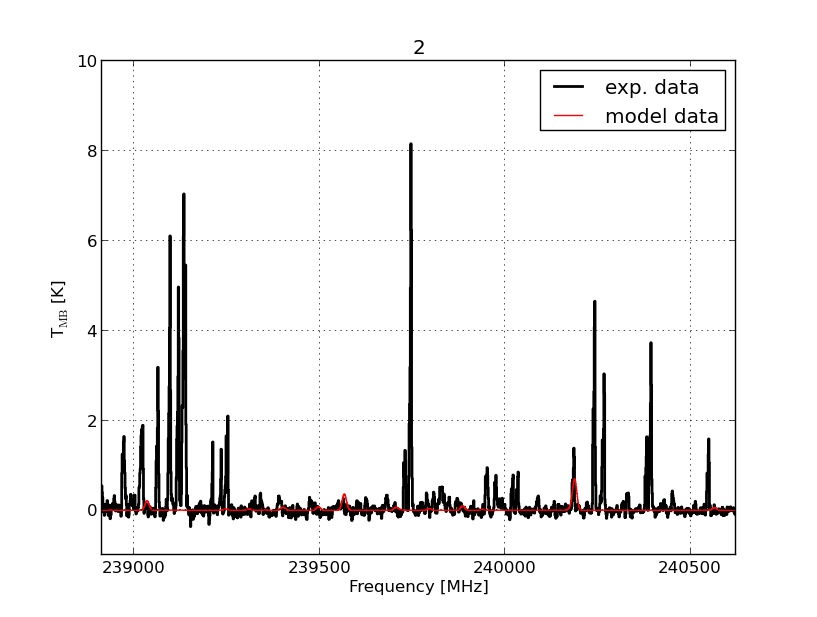 2
10
8
6
4
2
0
T_MB [K]
exp. data
model data
239000
239500
240000
240500
Frequency [MHz]